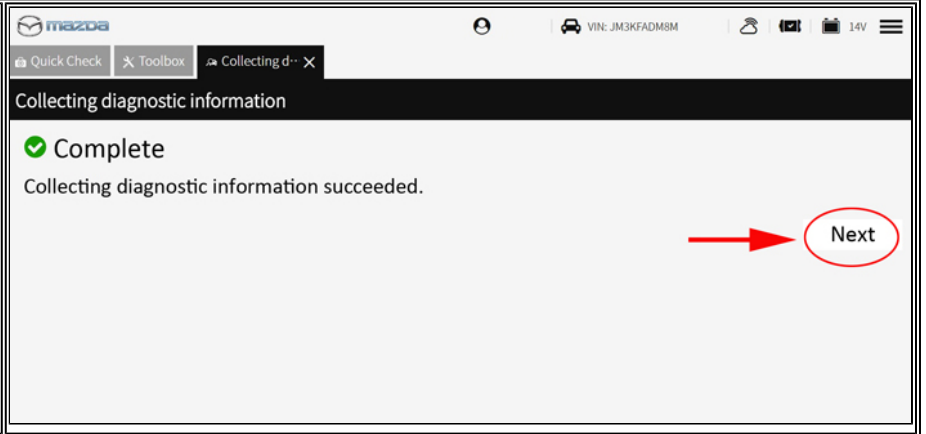 mazda VIN: JM3KFADM8M 14V
Quick Check Toolbox Collecting d··
Collecting diagnostic information
Complete
Collecting diagnostic information succeeded.
Next